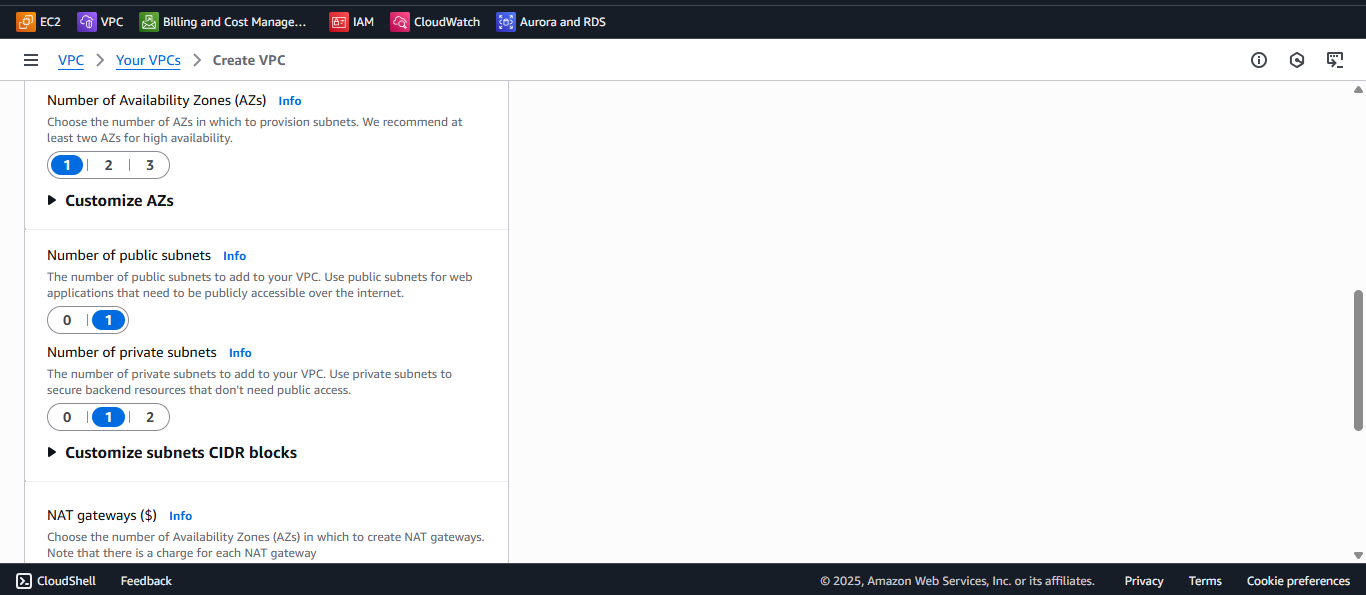 EC2 VPC Billing and Cost Manage... IAM CloudWatch Aurora and RDS
VPC Your VPCs Create VPC
Number of Availability Zones (AZs) Info
Choose the number of AZs in which to provision subnets. We recommend at
least two AZs for high availability.
1 2 3
Customize AZs
Number of public subnets Info
The number of public subnets to add to your VPC. Use public subnets for web
applications that need to be publicly accessible over the internet.
0 1
Number of private subnets Info
The number of private subnets to add to your VPC. Use private subnets to
secure backend resources that don't need public access.
0 1 2
Customize subnets CIDR blocks
NAT gateways ($) Info
Choose the number of Availability Zones (AZs) in which to create NAT gateways.
Note that there is a charge for each NAT gateway
CloudShell Feedback © 2025, Amazon Web Services, Inc. or its affiliates. Privacy Terms Cookie preferences